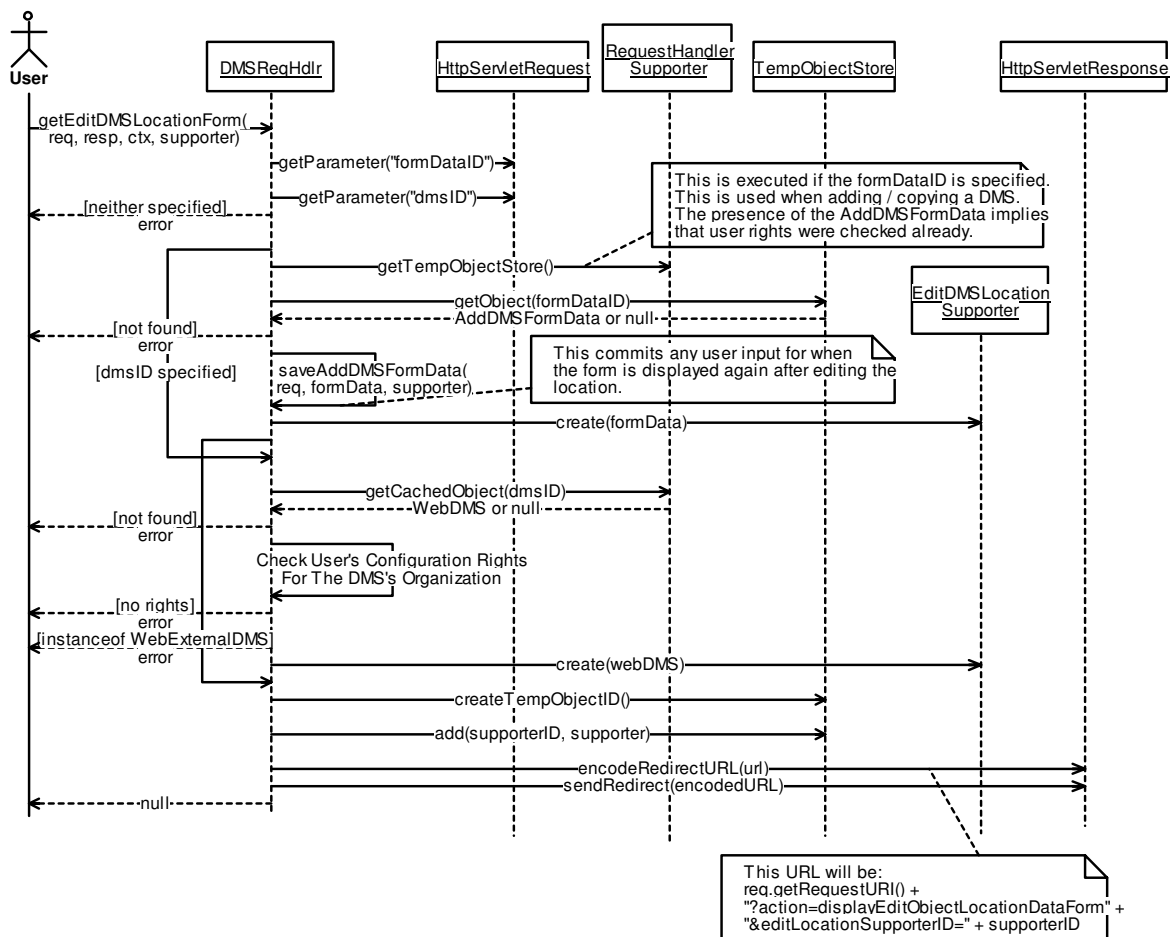 User
DMSReqHdlr
HttpServletRequest
RequestHandler
Supporter
TempObjectStore
HttpServletResponse
getEditDMSLocationForm(
req, resp, ctx, supporter)
getParameter("formDataID")
getParameter("dmsID")
[neither specified]
error
This is executed if the formDataID is specified.
This is used when adding / copying a DMS.
The presence of the AddDMSFormData implies
that user rights were checked already.
getTempObjectStore()
EditDMSLocation
Supporter
getObject(formDataID)
AddDMSFormData or null
[not found]
error
[dmsID specified]
saveAddDMSFormData(
req, formData, supporter)
This commits any user input for when
the form is displayed again after editing the
location.
create(formData)
getCachedObject(dmsID)
WebDMS or null
[not found]
error
Check User's Configuration Rights
For The DMS's Organization
[no rights]
error
[instanceof WebExternalDMS]
error
create(webDMS)
createTempObjectID()
add(supporterID, supporter)
encodeRedirectURL(url)
sendRedirect(encodedURL)
null
This URL will be:
req.getRequestURI() +
"?action=displayEditObjectLocationDataForm" +
"&editLocationSupporterID=" + supporterID